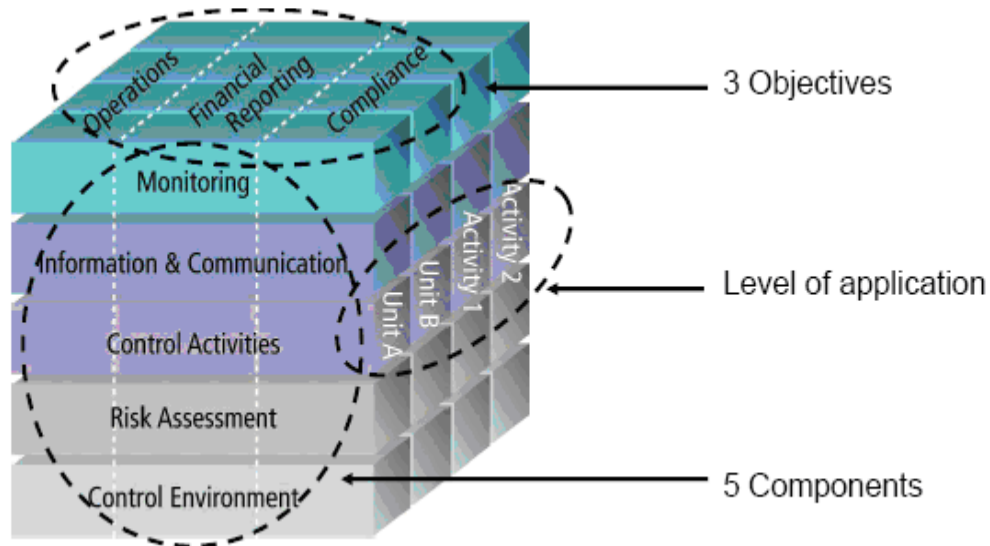 Operations
Financial
Reporting
Compliance
3 Objectives
Monitoring
Information & Communication
Control Activities
Risk Assessment
Control Environment
Unit A
Unit B
Activity 1
Activity 2
Level of application
5 Components